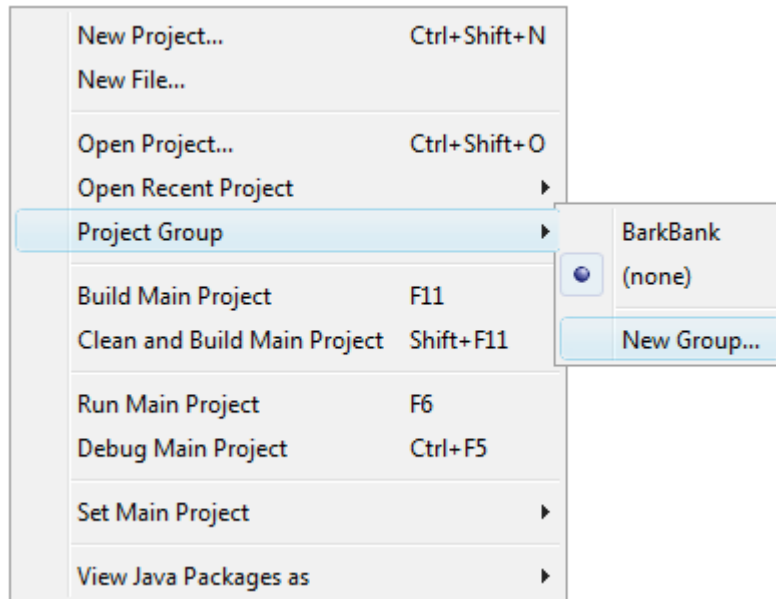 New Project... Ctrl+Shift+N
New File...
Open Project... Ctrl+Shift+O
Open Recent Project
Project Group
Build Main Project F11
Clean and Build Main Project Shift+F11
Run Main Project F6
Debug Main Project Ctrl+F5
Set Main Project
View Java Packages as
BarkBank
(none)
New Group...